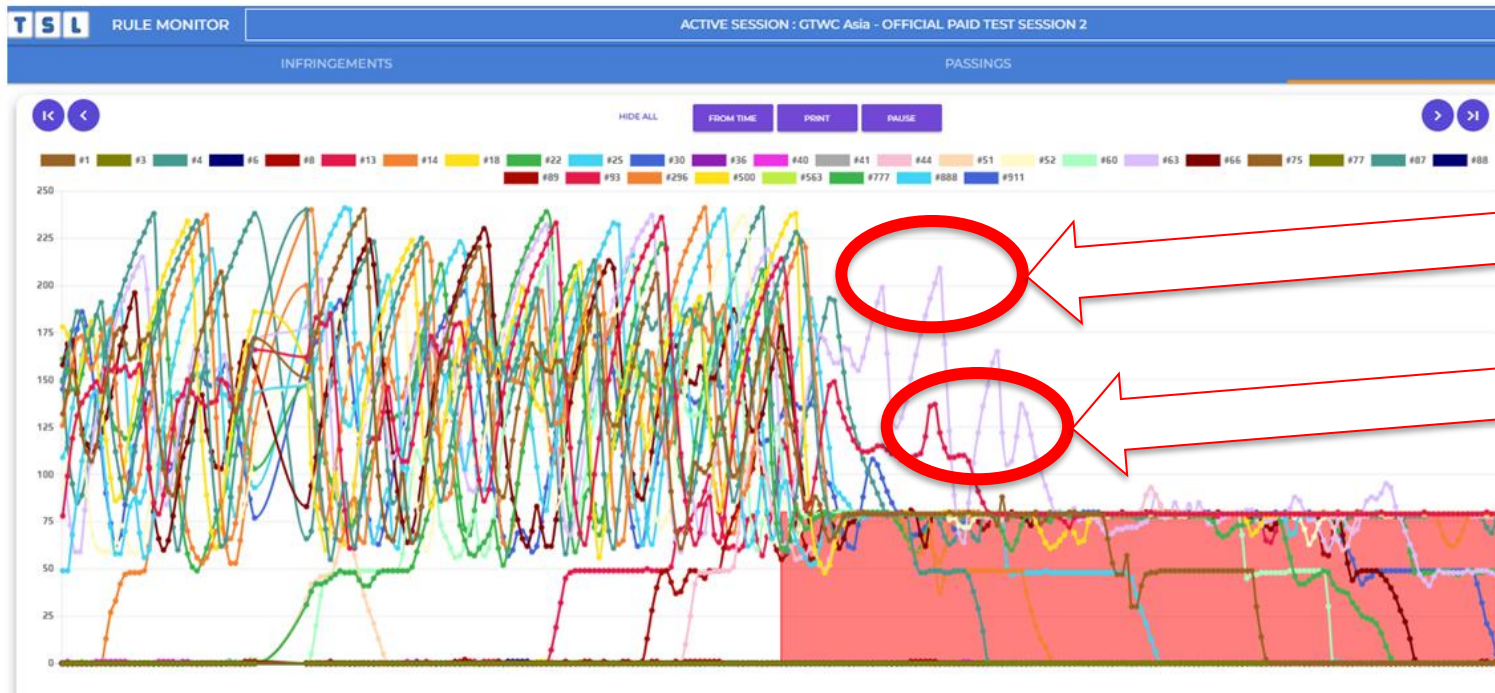 TSL RULE MONITOR ACTIVE SESSION : GTWC Asia - OFFICIAL PAID TEST SESSION 2
INFRINGEMENTS PASSINGS
HIDE ALL FROM TIME PRINT PAUSE
#1 #3 #4 #6 #8 #13 #14 #18 #22 #25 #30 #36 #40 #41 #44 #51 #52 #60 #63 #66 #75 #77 #87 #88
#89 #93 #296 #500 #563 #777 #888 #911
250
225
200
175
150
125
100
75
50
25
0